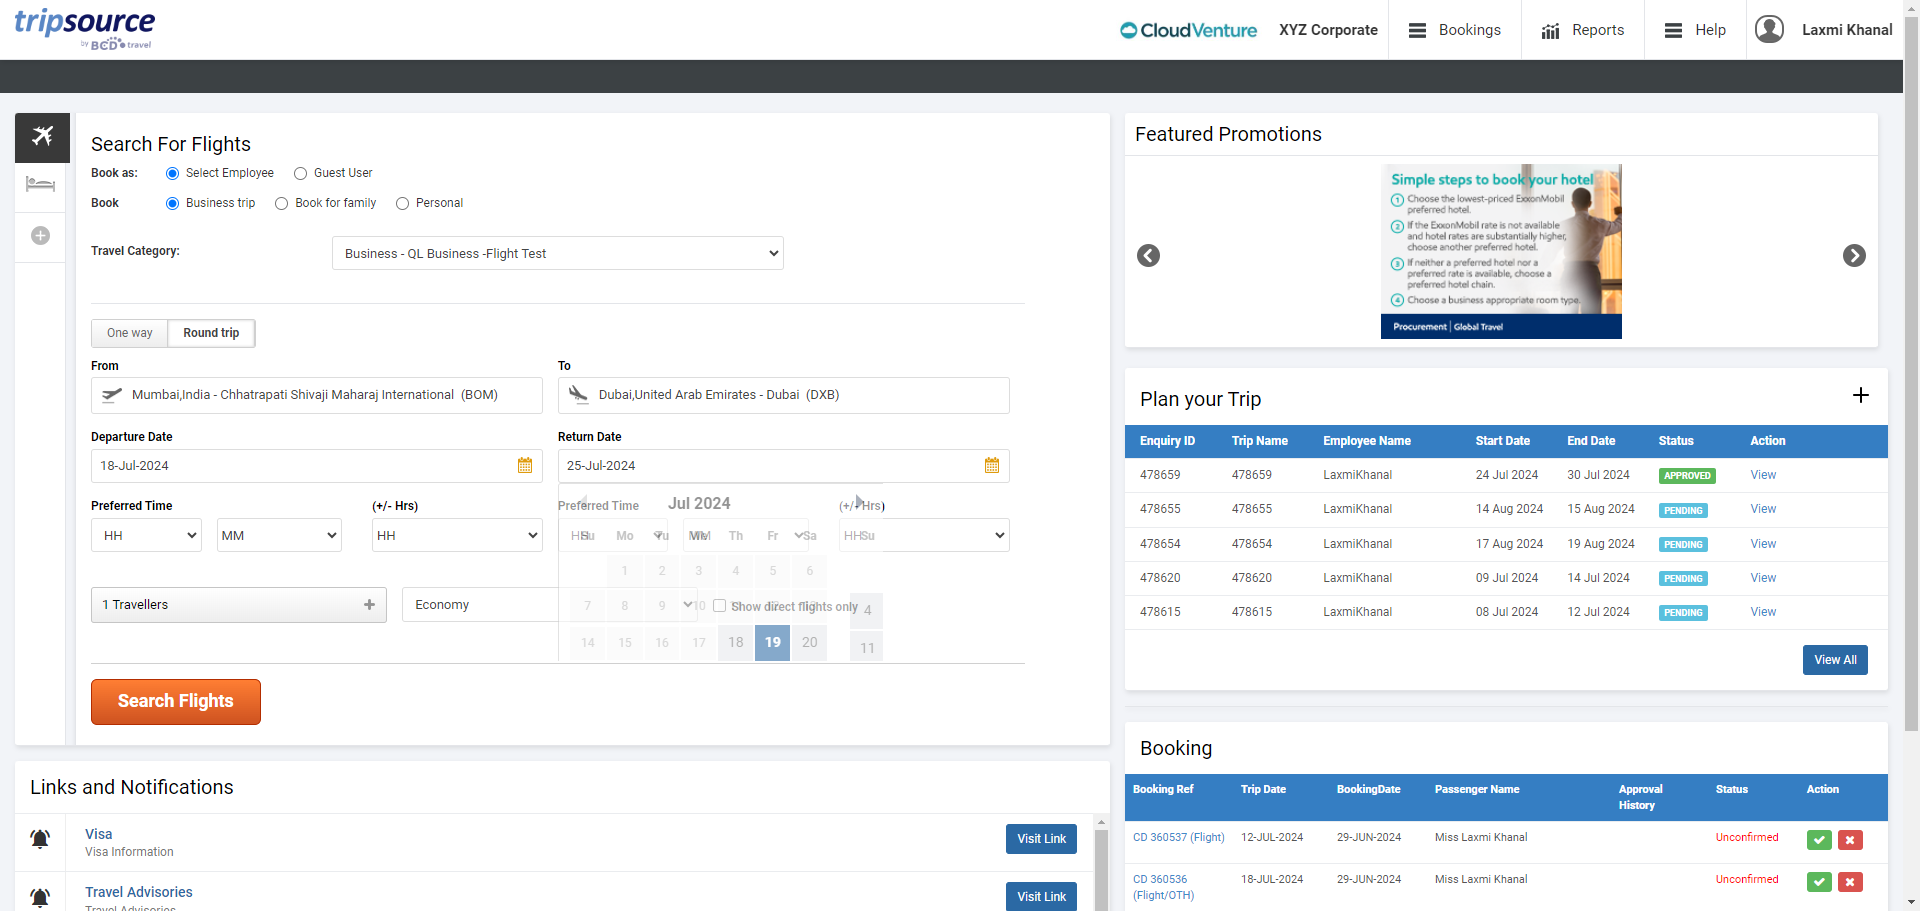 tripsource
by BCD travel
CloudVenture
XYZ Corporate
Bookings
Reports
Help
Laxmi Khanal
Search For Flights
Book as: Select Employee Guest User
Book Business trip Book for family Personal
Travel Category: Business - QL Business -Flight Test
One way Round trip
From To
Mumbai,India - Chhatrapati Shivaji Maharaj International (BOM) Dubai,United Arab Emirates - Dubai (DXB)
Departure Date Return Date
18-Jul-2024 25-Jul-2024
Preferred Time (+/- Hrs) Preferred Time (+/- Hrs)
Jul 2024
HH MM HH HH MM HH
Su Mo Tu We Th Fr Sa Su
1 2 3 4 5 6
1 Travellers Economy Show direct flights only
7 8 9 10 4
14 15 16 17 18 19 20 11
Search Flights
Links and Notifications
Visa
Visa Information
Visit Link
Travel Advisories
Travel Advisories
Visit Link
Featured Promotions
Simple steps to book your hotel
1 Choose the lowest-priced ExxonMobil
preferred hotel.
2 If the ExxonMobil rate is not available
and hotel rates are substantially higher,
choose another preferred hotel.
3 If neither a preferred hotel nor a
preferred rate is available, choose a
preferred hotel chain.
4 Choose a business appropriate room type.
Procurement | Global Travel
Plan your Trip
Enquiry ID Trip Name Employee Name Start Date End Date Status Action
478659 478659 LaxmiKhanal 24 Jul 2024 30 Jul 2024 APPROVED View
478655 478655 LaxmiKhanal 14 Aug 2024 15 Aug 2024 PENDING View
478654 478654 LaxmiKhanal 17 Aug 2024 19 Aug 2024 PENDING View
478620 478620 LaxmiKhanal 09 Jul 2024 14 Jul 2024 PENDING View
478615 478615 LaxmiKhanal 08 Jul 2024 12 Jul 2024 PENDING View
View All
Booking
Booking Ref Trip Date BookingDate Passenger Name Approval History Status Action
CD 360537 (Flight) 12-JUL-2024 29-JUN-2024 Miss Laxmi Khanal Unconfirmed
CD 360536 (Flight/OTH) 18-JUL-2024 29-JUN-2024 Miss Laxmi Khanal Unconfirmed